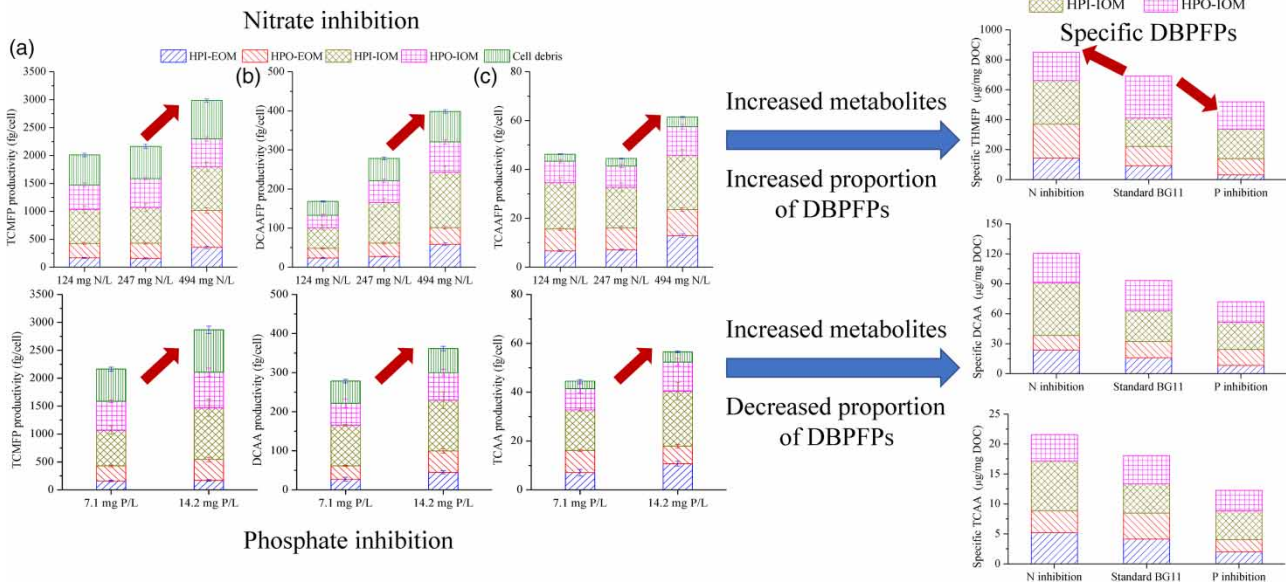 Nitrate inhibition
(a)
HPI-EOM
HPO-EOM
HPI-IOM
HPO-IOM
Cell debris
(b)
(c)
TCMFP productivity (fg/cell)
3500
3000
2500
2000
1500
1000
500
0
124 mg N/L 247 mg N/L 494 mg N/L
DCAAFP productivity (fg/cell)
500
400
300
200
100
0
124 mg N/L 247 mg N/L 494 mg N/L
TCAAFP productivity (fg/cell)
80
60
40
20
0
124 mg N/L 247 mg N/L 494 mg N/L
TCMFP productivity (fg/cell)
3500
3000
2500
2000
1500
1000
500
0
7.1 mg P/L 14.2 mg P/L
DCAA productivity (fg/cell)
500
400
300
200
100
0
7.1 mg P/L 14.2 mg P/L
TCAA productivity (fg/cell)
80
60
40
20
0
7.1 mg P/L 14.2 mg P/L
Phosphate inhibition
Increased metabolites
Increased proportion
of DBPFPs
Increased metabolites
Decreased proportion
of DBPFPs
HPI-IOM
HPO-IOM
Specific DBPFPs
Specific THMFP (μg/mg DOC)
1000
800
600
400
200
0
N inhibition Standard BG11 P inhibition
Specific DCAA (μg/mg DOC)
150
120
90
60
30
0
N inhibition Standard BG11 P inhibition
Specific TCAA (μg/mg DOC)
25
20
15
10
5
0
N inhibition Standard BG11 P inhibition